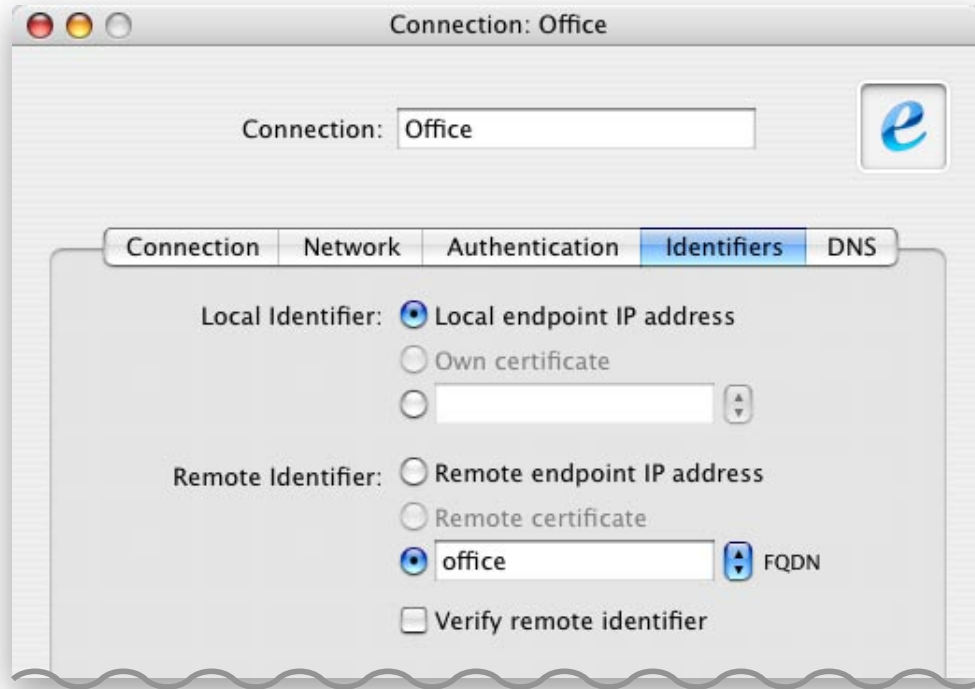 Connection: Office
Connection: Office
Connection Network Authentication Identifiers DNS
Local Identifier: Local endpoint IP address
Own certificate
Remote Identifier: Remote endpoint IP address
Remote certificate
office FQDN
Verify remote identifier